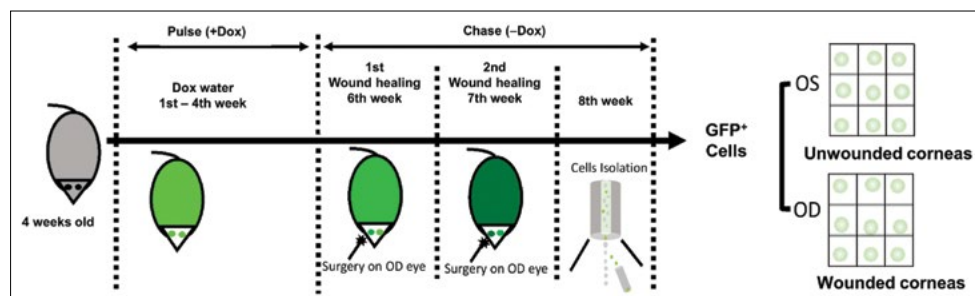 Pulse (+Dox)
Chase (–Dox)
Dox water
1st – 4th week
1st
Wound healing
6th week
2nd
Wound healing
7th week
8th week
4 weeks old
Surgery on OD eye
Surgery on OD eye
Cells Isolation
GFP⁺
Cells
OS
Unwounded corneas
OD
Wounded corneas